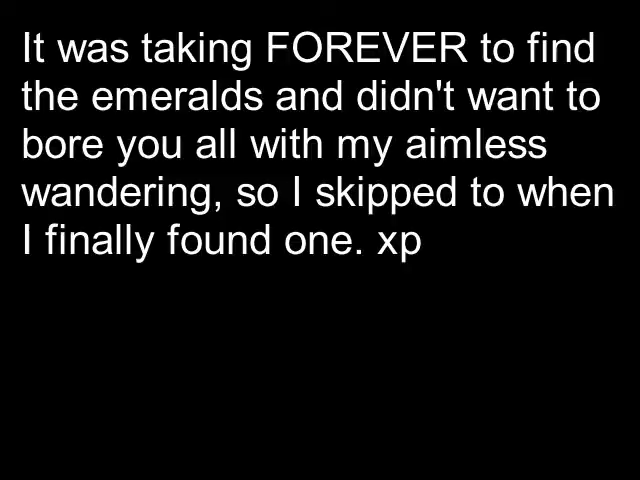 It was taking FOREVER to find
the emeralds and didn't want to
bore you all with my aimless
wandering, so I skipped to when
I finally found one. xp